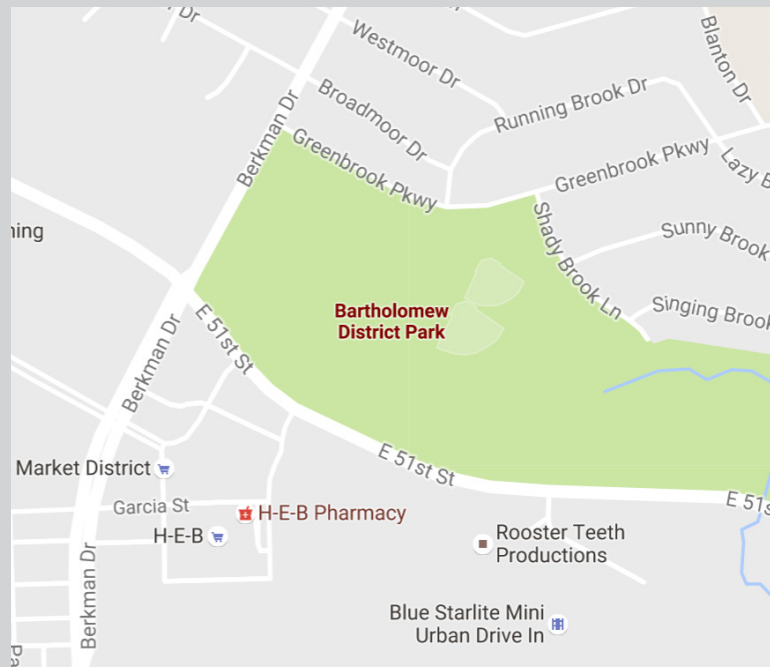 Dr
Westmoor Dr
Blanton Dr
Broadmoor Dr
Running Brook Dr
Berkman Dr
Greenbrook Pkwy
Greenbrook Pkwy
Lazy B
Shady Brook Ln
Sunny Brook
ning
Singing Brook
Bartholomew
District Park
E 51st St
Berkman Dr
E 51st St
Market District
E 51s
Garcia St
H-E-B Pharmacy
H-E-B
Rooster Teeth
Productions
Berkman Dr
Blue Starlite Mini
Urban Drive In